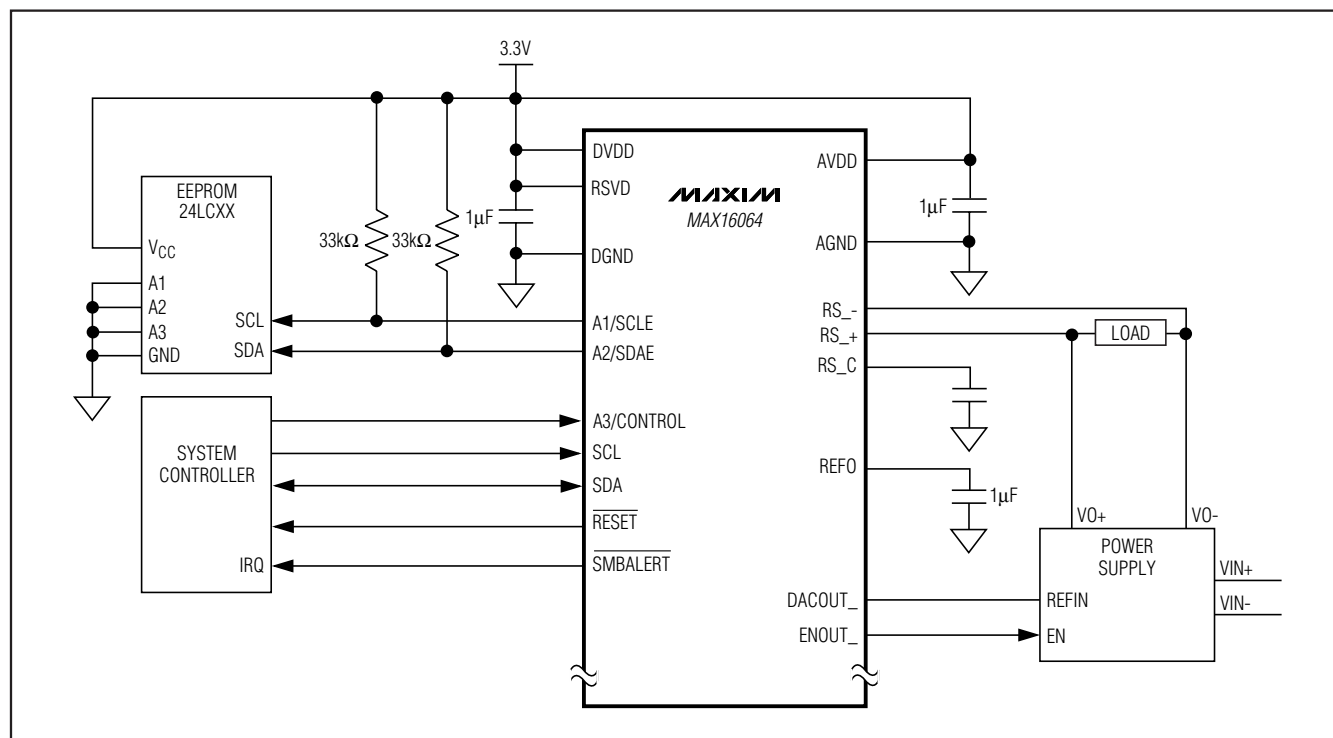 3.3V
EEPROM
24LCXX
VCC
A1
A2
A3
GND
SCL
SDA
33kΩ
33kΩ
1µF
DVDD
RSVD
DGND
A1/SCLE
A2/SDAE
A3/CONTROL
SCL
SDA
RESET
SMBALERT
MAXIM
MAX16064
AVDD
AGND
RS_-
RS_+
RS_C
REFO
DACOUT_
ENOUT_
1µF
LOAD
1µF
SYSTEM
CONTROLLER
IRQ
VO+
VO-
POWER
SUPPLY
REFIN
EN
VIN+
VIN-